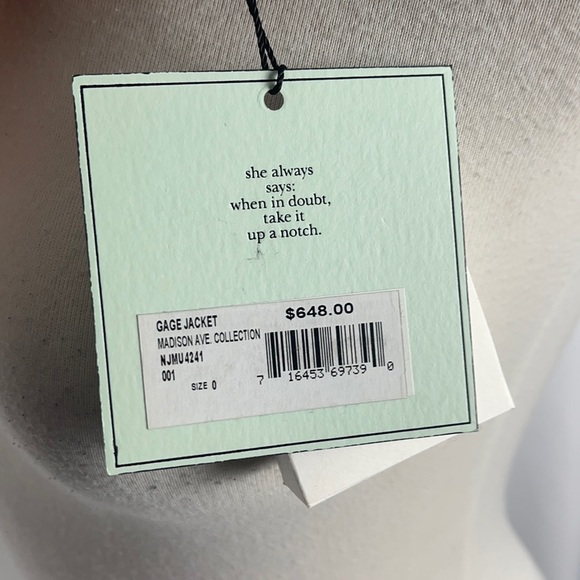 she always
says:
when in doubt,
take it
up a notch.
GAGE JACKET
$648.00
MADISON AVE. COLLECTION
NJMU4241
001
SIZE 0
7 16453 69739 0